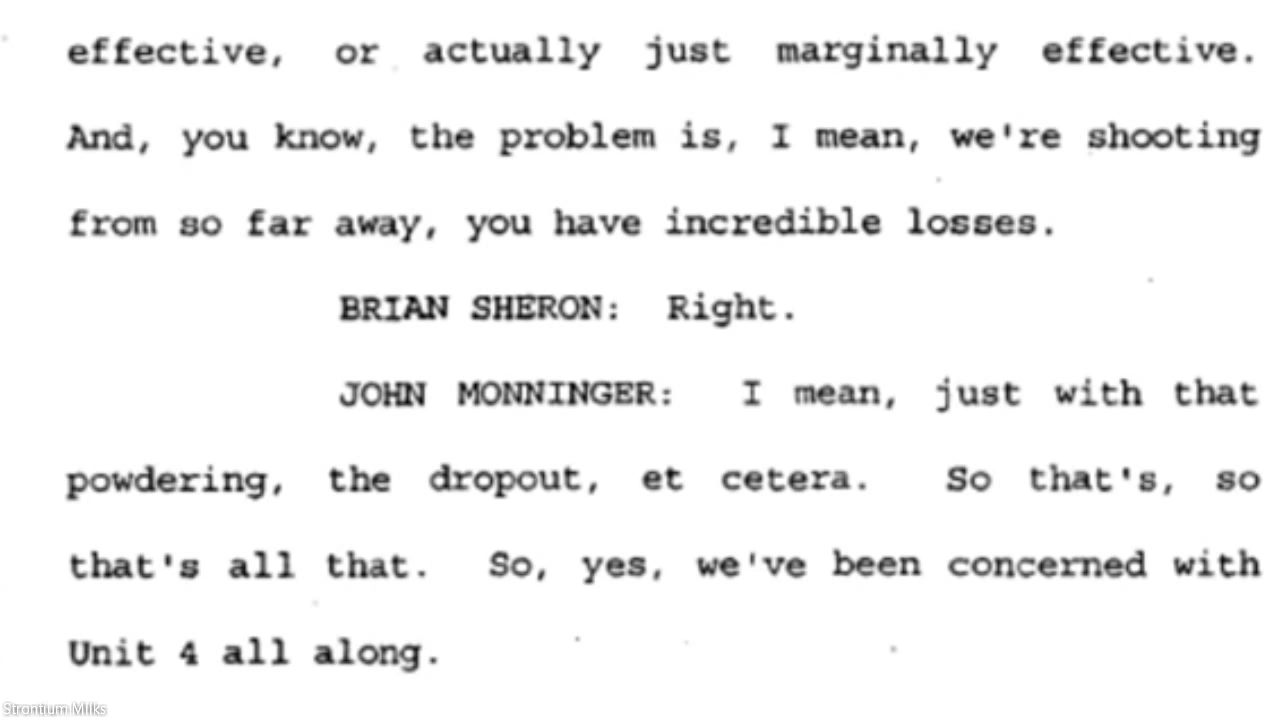 effective, or actually just marginally effective.
And, you know, the problem is, I mean, we're shooting
from so far away, you have incredible losses.
BRIAN SHERON: Right.
JOHN MONNINGER: I mean, just with that
powdering, the dropout, et cetera. So that's, so
that's all that. So, yes, we've been concerned with
Unit 4 all along.
Strontium Milks